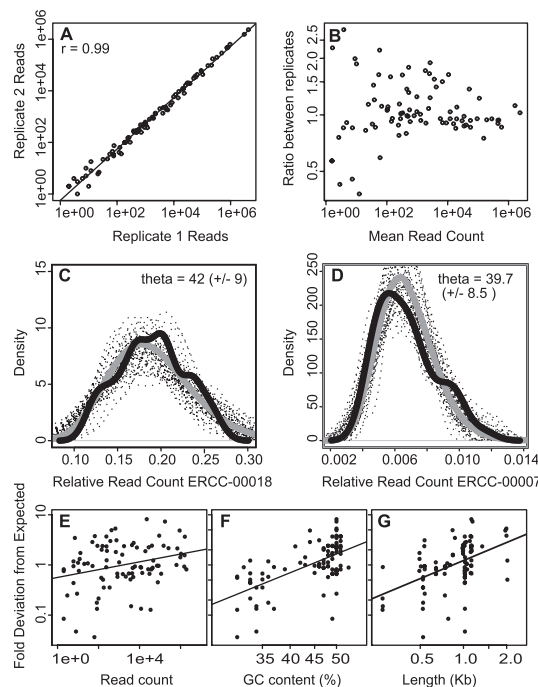 A
r = 0.99
Replicate 2 Reads
1e+00 1e+02 1e+04 1e+06
1e+00 1e+02 1e+04 1e+06
Replicate 1 Reads
B
Ratio between replicates
0.5 1.0 1.5 2.0 2.5
1e+00 1e+02 1e+04 1e+06
Mean Read Count
C
theta = 42 (+/- 9)
Density
0 5 10 15
0.10 0.15 0.20 0.25 0.30
Relative Read Count ERCC-00018
D
theta = 39.7
(+/- 8.5 )
Density
0 50 100 150 200 250
0.002 0.006 0.010 0.014
Relative Read Count ERCC-00007
Fold Deviation from Expected
0.1 1 10
E
1e+0 1e+4
Read count
F
35 40 45 50
GC content (%)
G
0.5 1.0 2.0
Length (Kb)